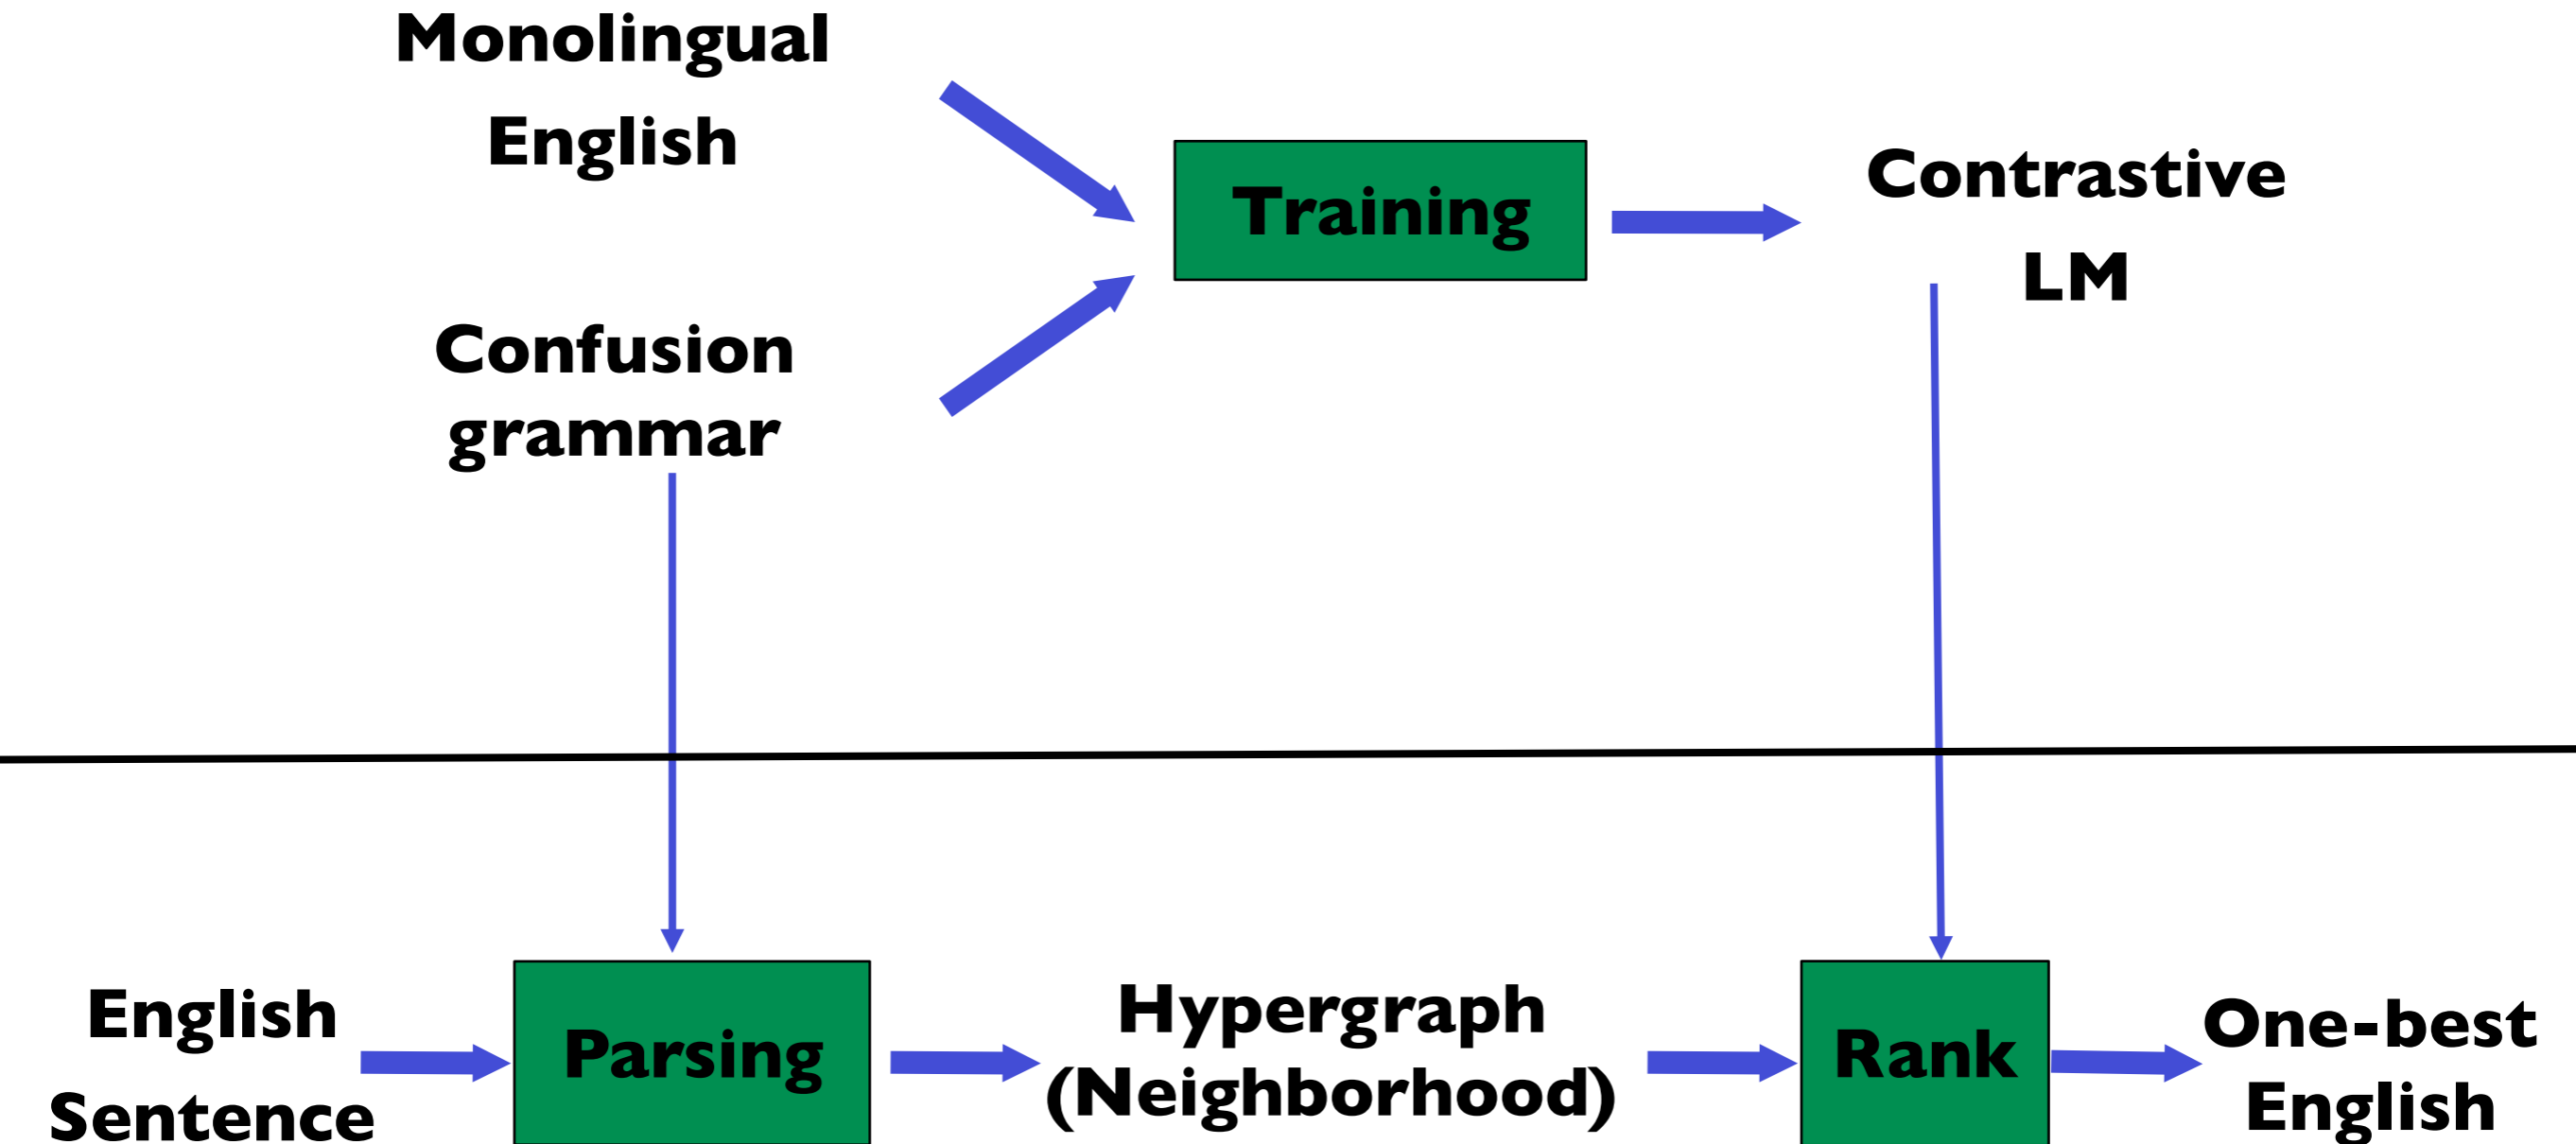 Monolingual
English
Training
Contrastive
LM
Confusion
grammar
English
Sentence
Parsing
Hypergraph
(Neighborhood)
Rank
One-best
English